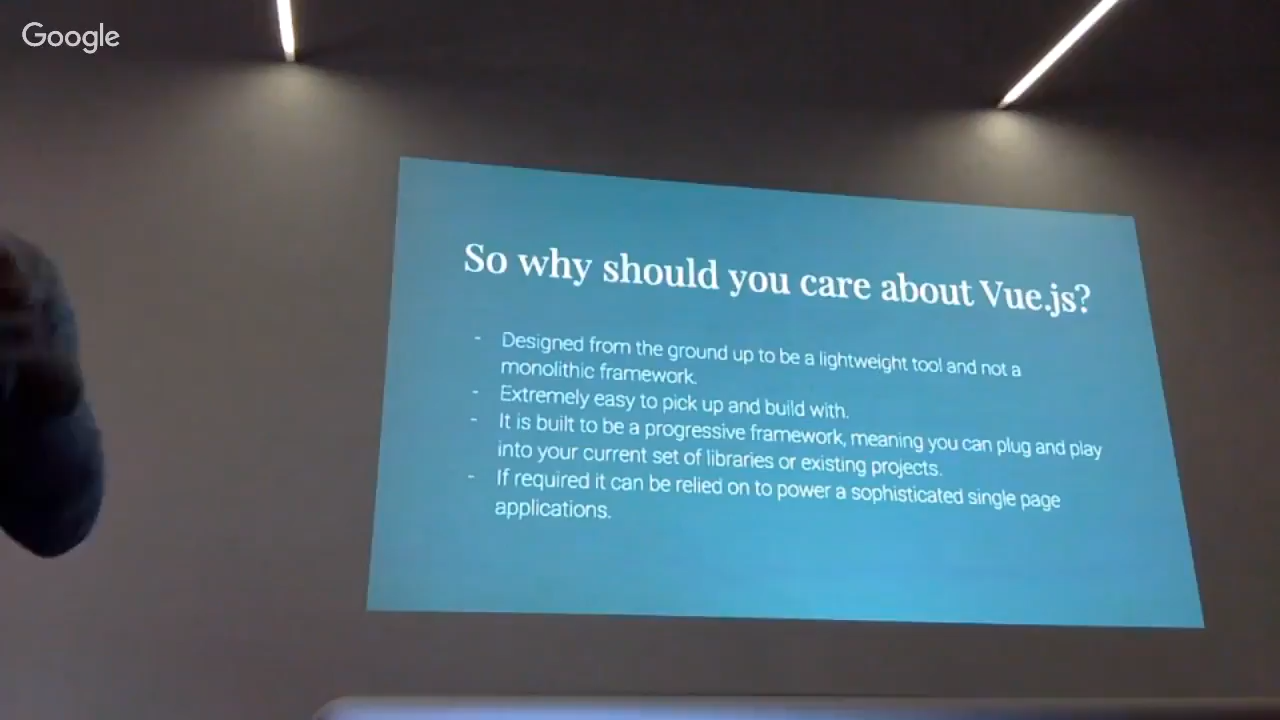 Google
So why should you care about Vue.js?
- Designed from the ground up to be a lightweight tool and not a
monolithic framework.
- Extremely easy to pick up and build with.
- It is built to be a progressive framework, meaning you can plug and play
into your current set of libraries or existing projects.
- If required it can be relied on to power a sophisticated single page
applications.